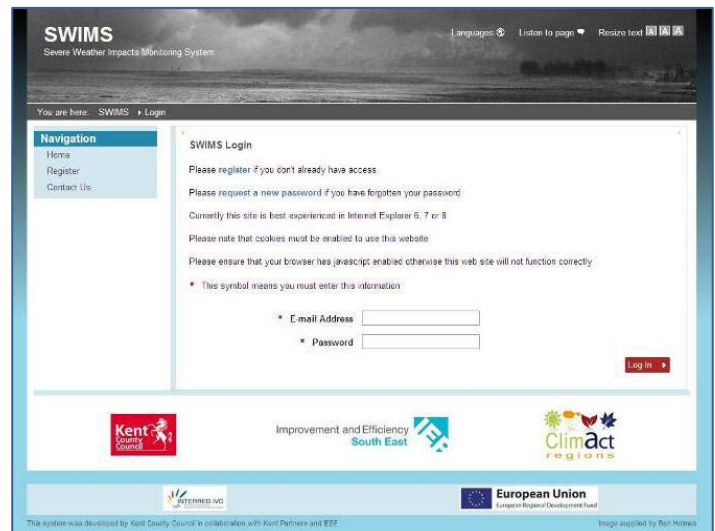 SWIMS
Severe Weather Impacts Monitoring System
Languages Listen to page Resize text A A A
You are here: SWIMS Login
Navigation
Home
Register
Contact Us
SWIMS Login
Please register if you don't already have access
Please request a new password if you have forgotten your password
Currently this site is best experienced in Internet Explorer 6, 7 or 8
Please note that cookies must be enabled to use this website
Please ensure that your browser has javascript enabled otherwise this web site will not function correctly
* This symbol means you must enter this information
* E-mail Address
* Password
Log In
Kent
County
Council
Improvement and Efficiency
South East
ClimAct
regions
INTERREG IVC
European Union
European Regional Development Fund
This system was developed by Kent County Council in collaboration with Kent Partners and IESE
Image supplied by Ben Holmes